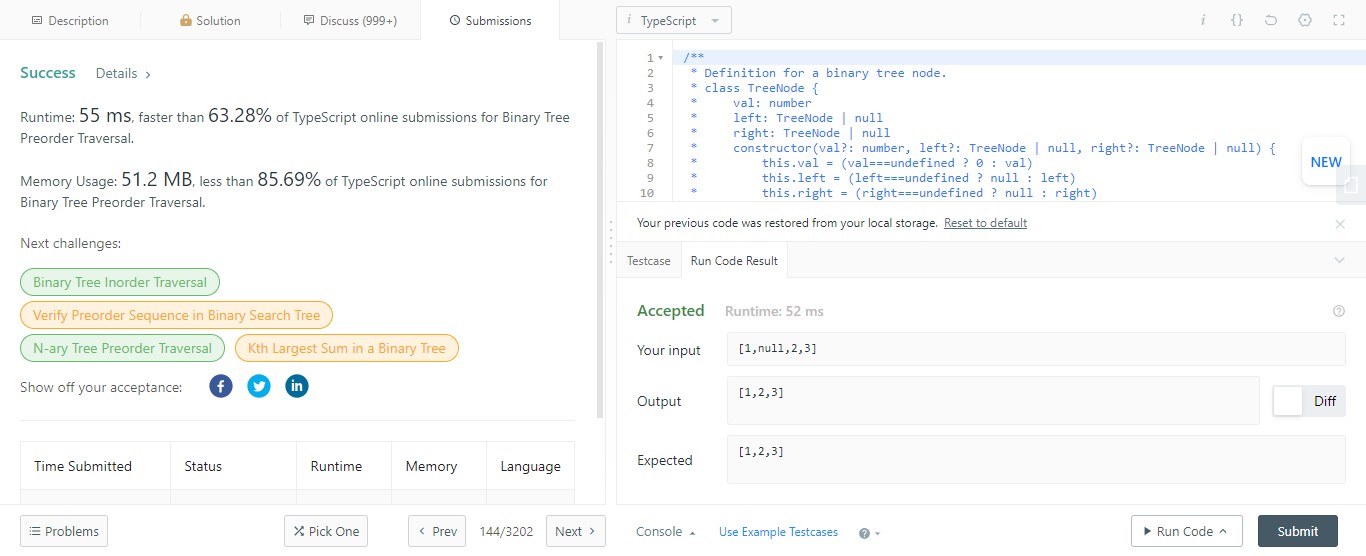 Description
Solution
Discuss (999+)
Submissions
Success
Details >
Runtime: 55 ms, faster than 63.28% of TypeScript online submissions for Binary Tree
Preorder Traversal.
Memory Usage: 51.2 MB, less than 85.69% of TypeScript online submissions for
Binary Tree Preorder Traversal.
Next challenges:
Binary Tree Inorder Traversal
Verify Preorder Sequence in Binary Search Tree
N-ary Tree Preorder Traversal
Kth Largest Sum in a Binary Tree
Show off your acceptance:
Time Submitted
Status
Runtime
Memory
Language
Problems
Pick One
< Prev
144/3202
Next >
i TypeScript
i {}
1 /**
2 * Definition for a binary tree node.
3 * class TreeNode {
4 *     val: number
5 *     left: TreeNode | null
6 *     right: TreeNode | null
7 *     constructor(val?: number, left?: TreeNode | null, right?: TreeNode | null) {
8 *         this.val = (val===undefined ? 0 : val)
9 *         this.left = (left===undefined ? null : left)
10 *         this.right = (right===undefined ? null : right)
NEW
Your previous code was restored from your local storage. Reset to default
Testcase
Run Code Result
Accepted
Runtime: 52 ms
Your input
[1,null,2,3]
Output
[1,2,3]
Diff
Expected
[1,2,3]
Console
Use Example Testcases
Run Code
Submit